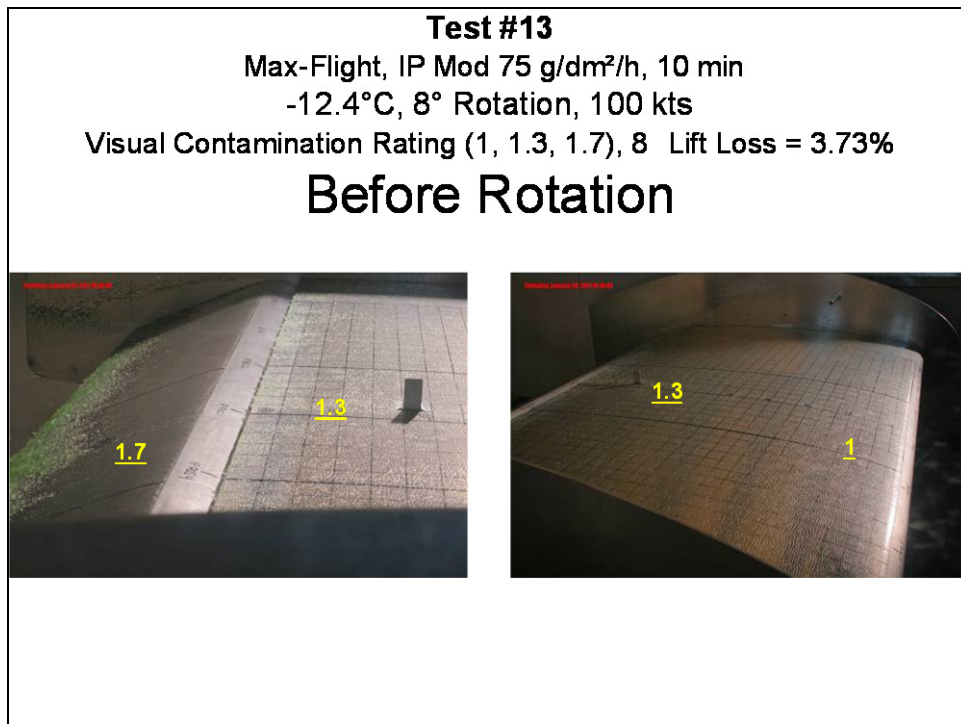 Test #13
Max-Flight, IP Mod 75 g/dm²/h, 10 min
-12.4°C, 8° Rotation, 100 kts
Visual Contamination Rating (1, 1.3, 1.7), 8 Lift Loss = 3.73%
Before Rotation
1.3
1.7
1.3
1